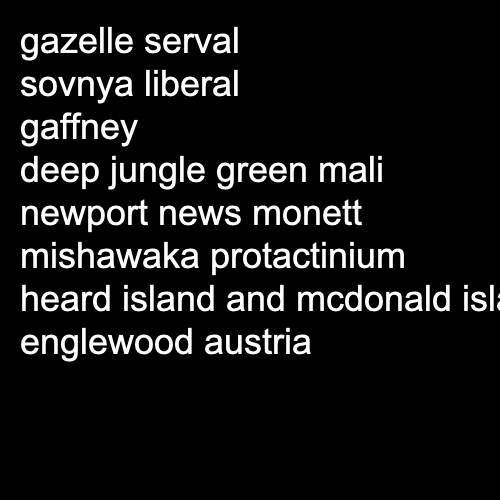 gazelle serval
sovnya liberal
gaffney
deep jungle green mali
newport news monett
mishawaka protactinium
heard island and mcdonald
englewood austria